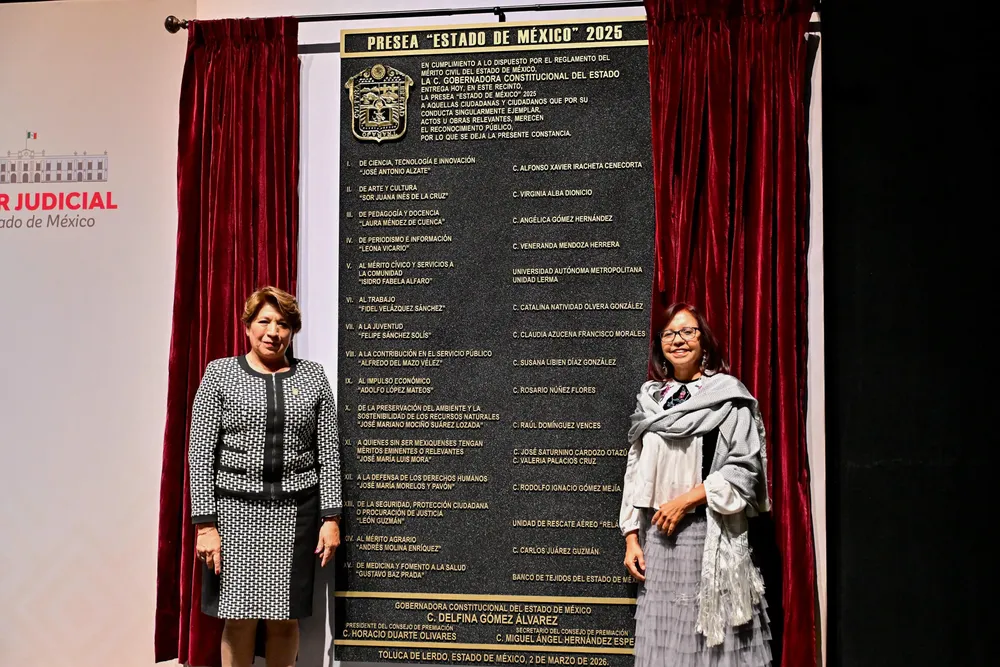 R JUDICIAL
ado de México
PRESEA "ESTADO DE MÉXICO" 2025
EN CUMPLIMIENTO A LO DISPUESTO POR EL REGLAMENTO DEL
MÉRITO CIVIL DEL ESTADO DE MÉXICO,
LA C. GOBERNADORA CONSTITUCIONAL DEL ESTADO
ENTREGA HOY, EN ESTE RECINTO,
LA PRESEA "ESTADO DE MÉXICO" 2025
A AQUELLAS CIUDADANAS Y CIUDADANOS QUE POR SU
CONDUCTA SINGULARMENTE EJEMPLAR,
ACTOS U OBRAS RELEVANTES, MERECEN
EL RECONOCIMIENTO PÚBLICO,
POR LO QUE SE DEJA LA PRESENTE CONSTANCIA.
I. DE CIENCIA, TECNOLOGÍA E INNOVACIÓN
"JOSÉ ANTONIO ALZATE"
C. ALFONSO XAVIER IRACHETA CENECORTA
II. DE ARTE Y CULTURA
"SOR JUANA INÉS DE LA CRUZ"
C. VIRGINIA ALBA DIONICIO
III. DE PEDAGOGÍA Y DOCENCIA
"LAURA MÉNDEZ DE CUENCA"
C. ANGÉLICA GÓMEZ HERNÁNDEZ
IV. DE PERIODISMO E INFORMACIÓN
"LEONA VICARIO"
C. VENERANDA MENDOZA HERRERA
V. AL MÉRITO CÍVICO Y SERVICIOS A
LA COMUNIDAD
"ISIDRO FABELA ALFARO"
UNIVERSIDAD AUTÓNOMA METROPOLITANA
UNIDAD LERMA
VI. AL TRABAJO
"FIDEL VELÁZQUEZ SÁNCHEZ"
C. CATALINA NATIVIDAD OLVERA GONZÁLEZ
VII. A LA JUVENTUD
"FELIPE SÁNCHEZ SOLÍS"
C. CLAUDIA AZUCENA FRANCISCO MORALES
VIII. A LA CONTRIBUCIÓN EN EL SERVICIO PÚBLICO
"ALFREDO DEL MAZO VÉLEZ"
C. SUSANA LIBIEN DÍAZ GONZÁLEZ
IX. AL IMPULSO ECONÓMICO
"ADOLFO LÓPEZ MATEOS"
C. ROSARIO NÚÑEZ FLORES
X. DE LA PRESERVACIÓN DEL AMBIENTE Y LA
SOSTENIBILIDAD DE LOS RECURSOS NATURALES
"JOSÉ MARIANO MOCIÑO SUÁREZ LOZADA"
C. RAÚL DOMÍNGUEZ VENCES
XI. A QUIENES SIN SER MEXIQUENSES TENGAN
MÉRITOS EMINENTES O RELEVANTES
"JOSÉ MARÍA LUIS MORA"
C. JOSÉ SATURNINO CARDOZO OTAZÚ
C. VALERIA PALACIOS CRUZ
XII. A LA DEFENSA DE LOS DERECHOS HUMANOS
"JOSÉ MARÍA MORELOS Y PAVÓN"
C. RODOLFO IGNACIO GÓMEZ MEJÍA
XIII. DE LA SEGURIDAD, PROTECCIÓN CIUDADANA
O PROCURACIÓN DE JUSTICIA
"LEÓN GUZMÁN"
UNIDAD DE RESCATE AÉREO "RELÁ
IV. AL MÉRITO AGRARIO
"ANDRÉS MOLINA ENRÍQUEZ"
C. CARLOS JUÁREZ GUZMÁN
V. DE MEDICINA Y FOMENTO A LA SALUD
"GUSTAVO BAZ PRADA"
BANCO DE TEJIDOS DEL ESTADO DE MÉ
GOBERNADORA CONSTITUCIONAL DEL ESTADO DE MÉXICO
C. DELFINA GÓMEZ ÁLVAREZ
PRESIDENTE DEL CONSEJO DE PREMIACIÓN
C. HORACIO DUARTE OLIVARES
SECRETARIO DEL CONSEJO DE PREMIACIÓN
C. MIGUEL ÁNGEL HERNÁNDEZ ESPE
TOLUCA DE LERDO, ESTADO DE MÉXICO, 2 DE MARZO DE 2026.